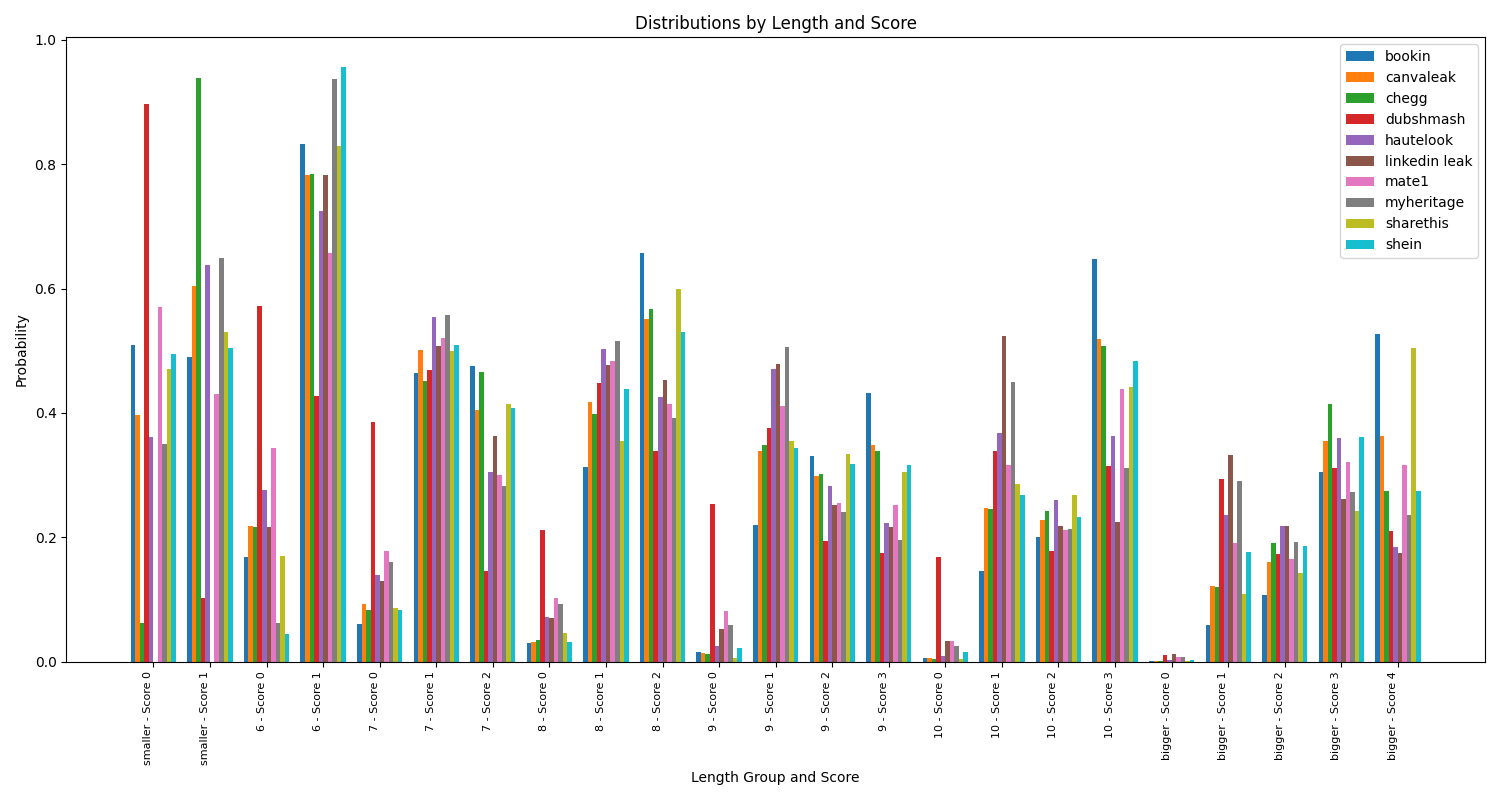 Distributions by Length and Score
1.0
0.8
0.6
0.4
0.2
0.0
Probability
bookin
canvaleak
chegg
dubshmash
hautelook
linkedin leak
mate1
myheritage
sharethis
shein
smaller - Score 0
smaller - Score 1
6 - Score 0
6 - Score 1
7 - Score 0
7 - Score 1
7 - Score 2
8 - Score 0
8 - Score 1
8 - Score 2
9 - Score 0
9 - Score 1
9 - Score 2
9 - Score 3
10 - Score 0
10 - Score 1
10 - Score 2
10 - Score 3
bigger - Score 0
bigger - Score 1
bigger - Score 2
bigger - Score 3
bigger - Score 4
Length Group and Score